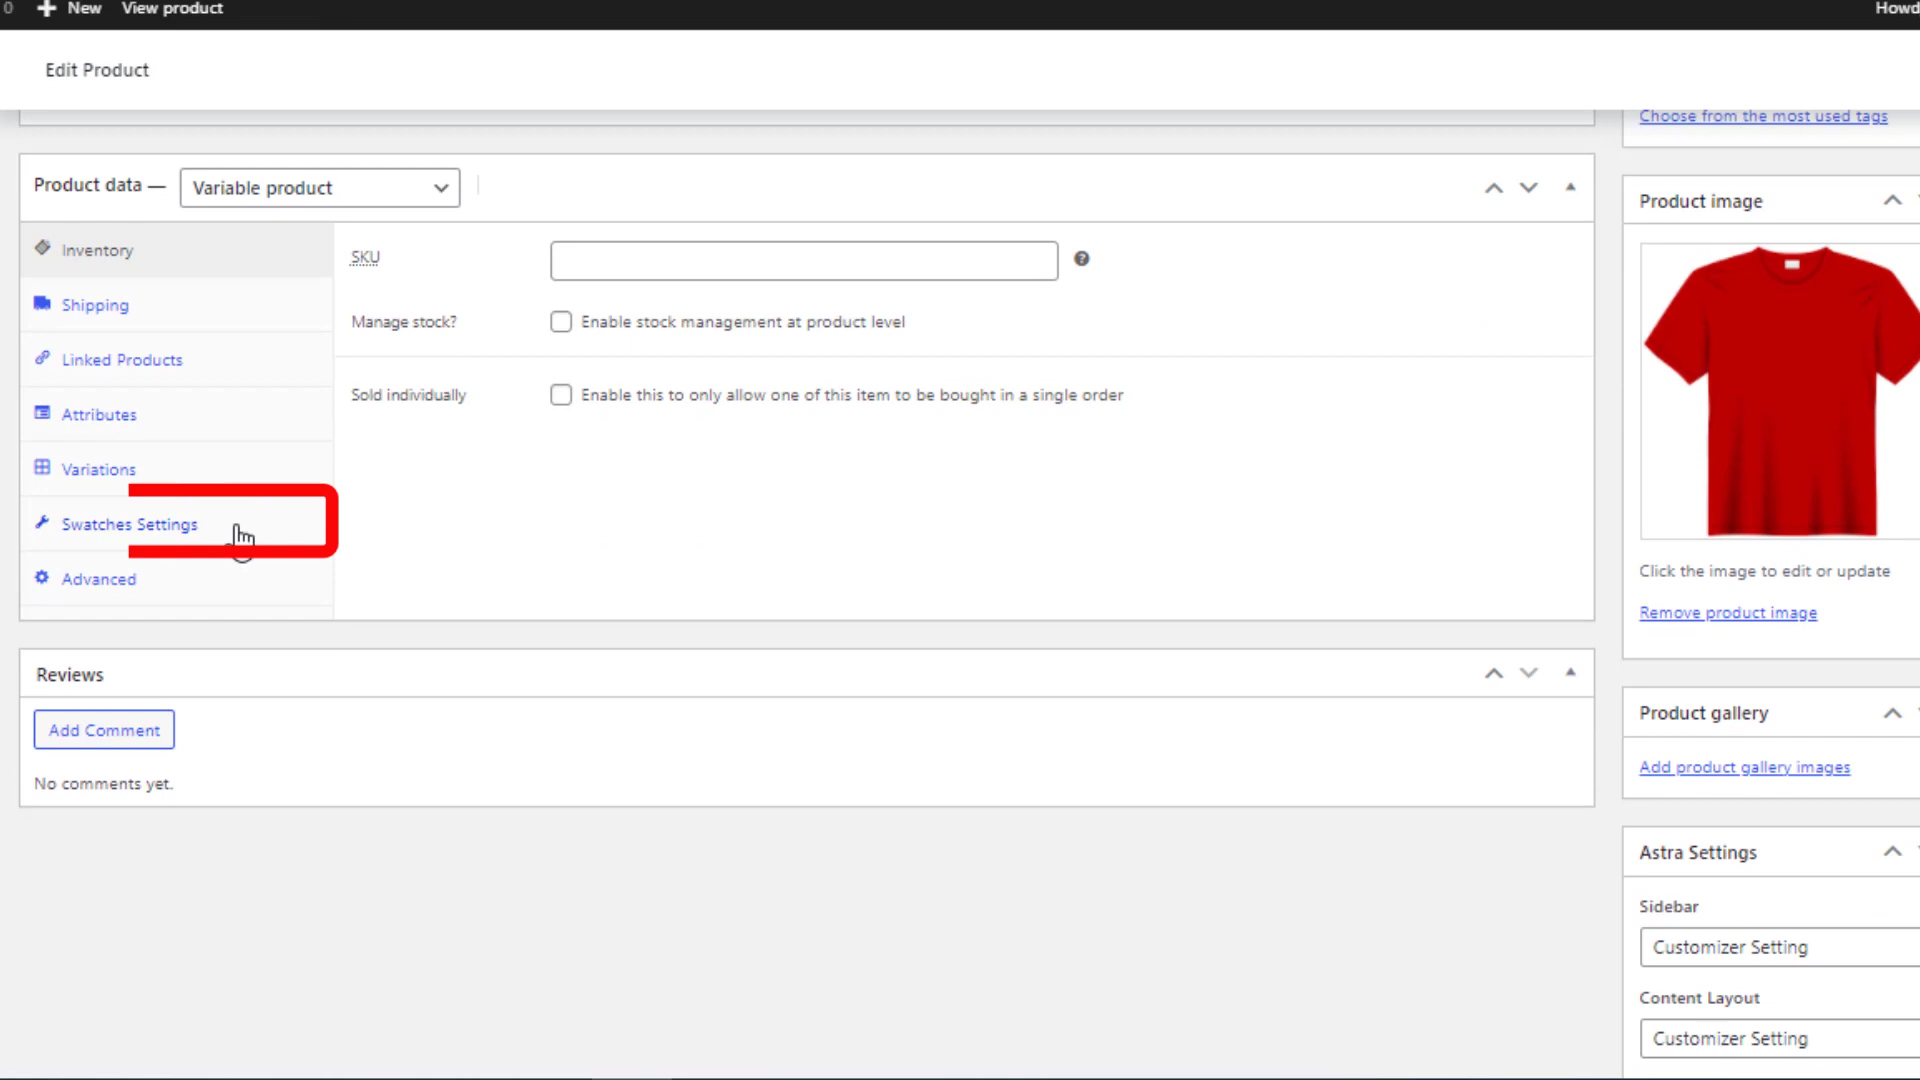 0 New View product
Howd
Edit Product
Choose from the most used tags
Product data — Variable product
Inventory
Shipping
Linked Products
Attributes
Variations
Swatches Settings
Advanced
SKU
Manage stock? Enable stock management at product level
Sold individually Enable this to only allow one of this item to be bought in a single order
Reviews
Add Comment
No comments yet.
Product image
Click the image to edit or update
Remove product image
Product gallery
Add product gallery images
Astra Settings
Sidebar
Customizer Setting
Content Layout
Customizer Setting